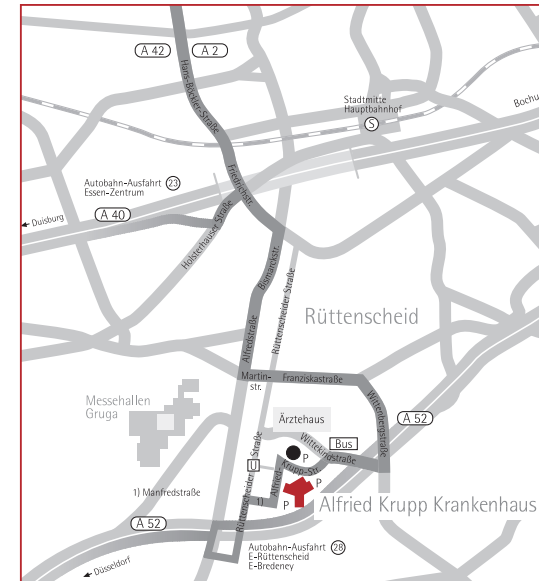 A 42
A 2
Hans-Böckler-Straße
Stadtmitte
Hauptbahnhof
S
Bochu
Autobahn-Ausfahrt 23
Essen-Zentrum
Friedrichstr.
A 40
Duisburg
Holsterhauser Straße
Bismarckstr.
Rüttenscheider Straße
Rüttenscheid
Alfredstraße
Martin-
str.
Franziskastraße
Wittenbergstraße
Messehallen
Gruga
Ärztehaus
A 52
Wittekindstraße
Bus
Rüttenscheider Straße
U
P
Alfried-
Krupp-Str.
P
1) Manfredstraße
1)
P
Alfried Krupp Krankenhaus
A 52
Autobahn-Ausfahrt 28
E-Rüttenscheid
E-Bredeney
Düsseldorf